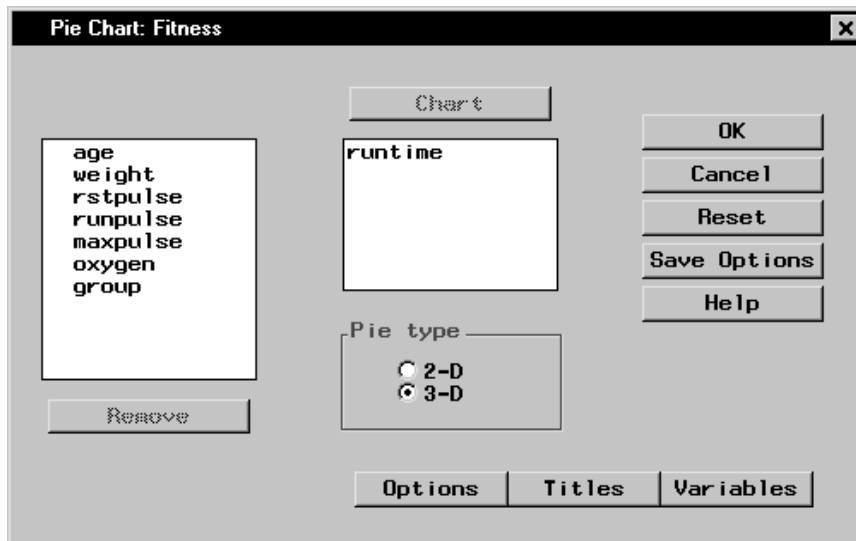 Pie Chart: Fitness
Chart
age
weight
rstpulse
runpulse
maxpulse
oxygen
group
runtime
OK
Cancel
Reset
Save Options
Help
Pie type
2-D
3-D
Remove
Options
Titles
Variables